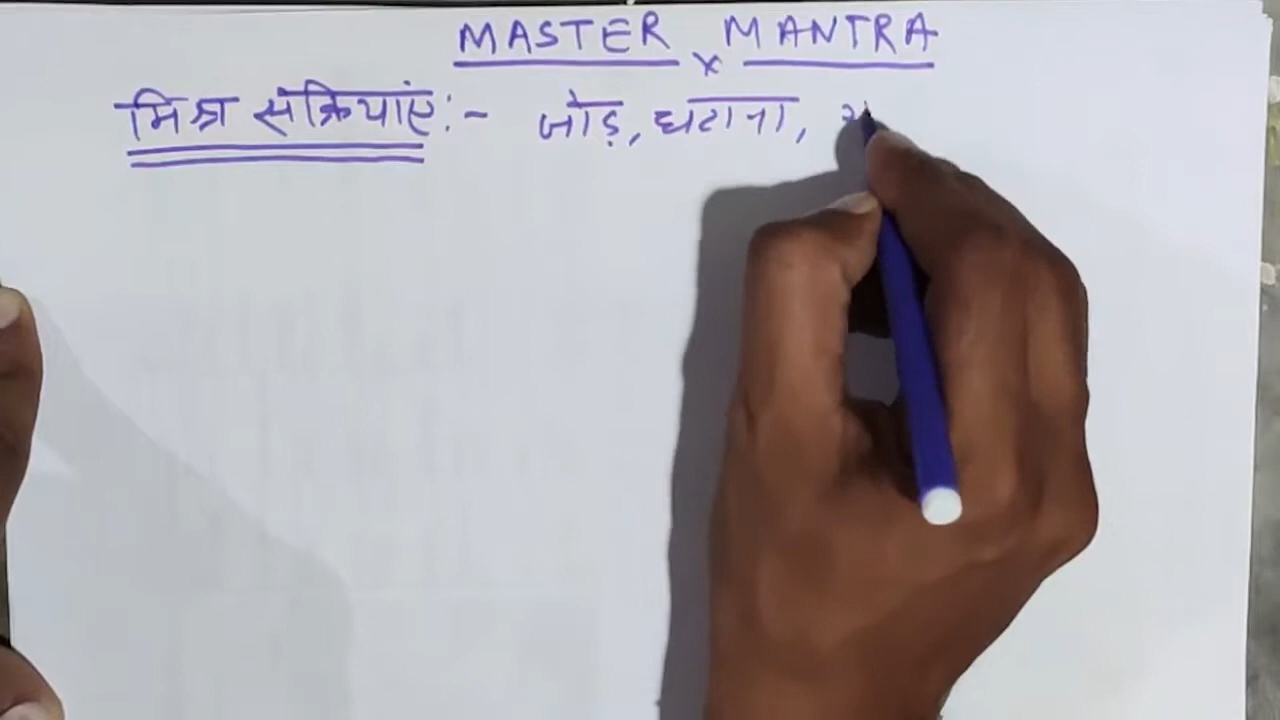 MASTER x MANTRA
मिश्र संक्रियाएं:- जोड़, घटाना,